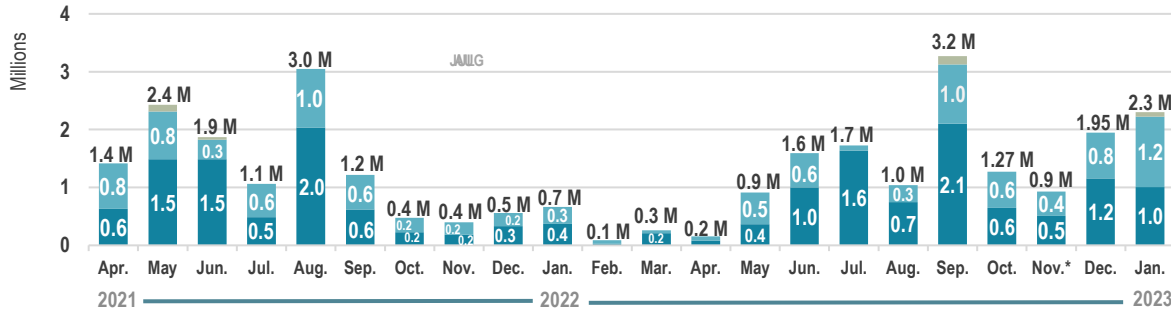 Millions
4
3
2
1
0
1.4 M
2.4 M
1.9 M
1.1 M
3.0 M
1.2 M
0.4 M
0.4 M
0.5 M
0.7 M
0.1 M
0.3 M
0.2 M
0.9 M
1.6 M
1.7 M
1.0 M
3.2 M
1.27 M
0.9 M
1.95 M
2.3 M
0.8
0.8
0.3
0.6
1.0
0.6
0.2
0.2
0.2
0.3
0.5
0.6
0.3
1.0
0.6
0.4
0.8
1.2
0.6
1.5
1.5
0.5
2.0
0.6
0.2
0.2
0.3
0.4
0.2
0.4
1.0
1.6
0.7
2.1
0.6
0.5
1.2
1.0
Apr. May Jun. Jul. Aug. Sep. Oct. Nov. Dec. Jan. Feb. Mar. Apr. May Jun. Jul. Aug. Sep. Oct. Nov.* Dec. Jan.
2021 2022 2023